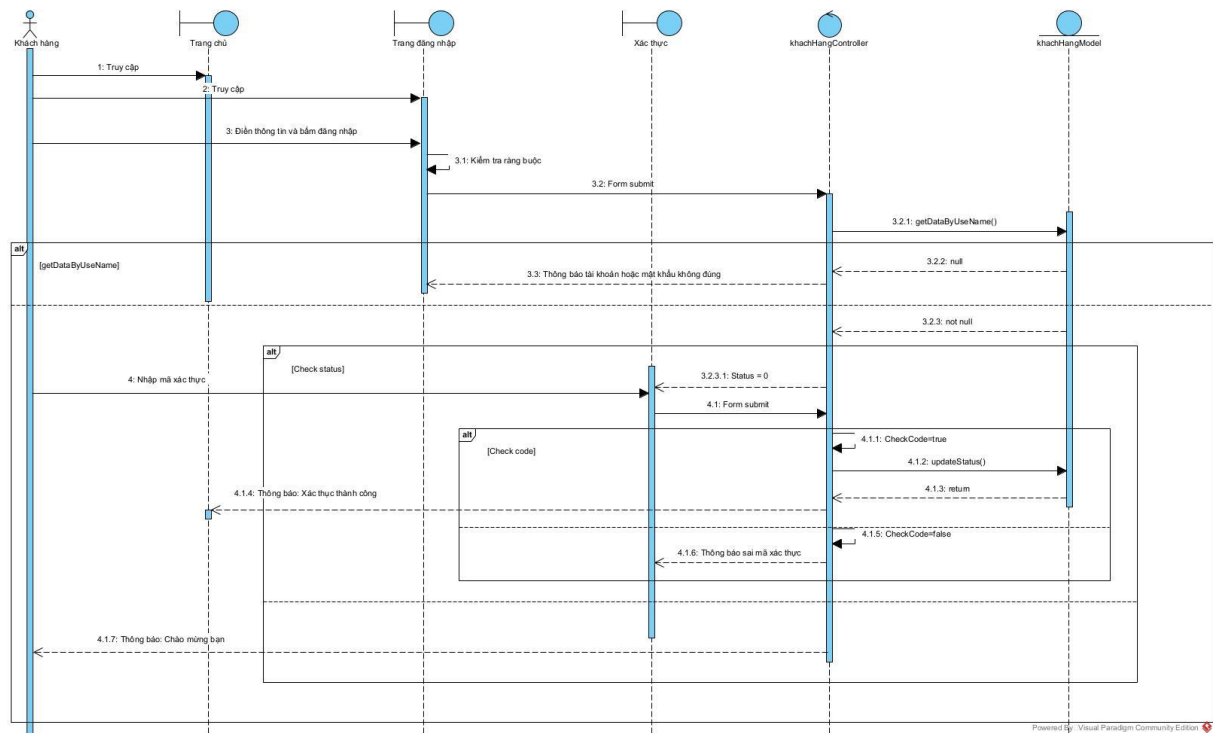 Khách hàng
Trang chủ
Trang đăng nhập
Xác thực
khachHangController
khachHangModel
1: Truy cập
2: Truy cập
3: Điền thông tin và bấm đăng nhập
3.1: Kiểm tra ràng buộc
3.2: Form submit
3.2.1: getDataByUseName()
alt
[getDataByUseName]
3.2.2: null
3.3: Thông báo tài khoản hoặc mật khẩu không đúng
3.2.3: not null
alt
[Check status]
3.2.3.1: Status = 0
4: Nhập mã xác thực
4.1: Form submit
alt
[Check code]
4.1.1: CheckCode=true
4.1.2: updateStatus()
4.1.3: return
4.1.4: Thông báo: Xác thực thành công
4.1.5: CheckCode=false
4.1.6: Thông báo sai mã xác thực
4.1.7: Thông báo: Chào mừng bạn
Powered By Visual Paradigm Community Edition